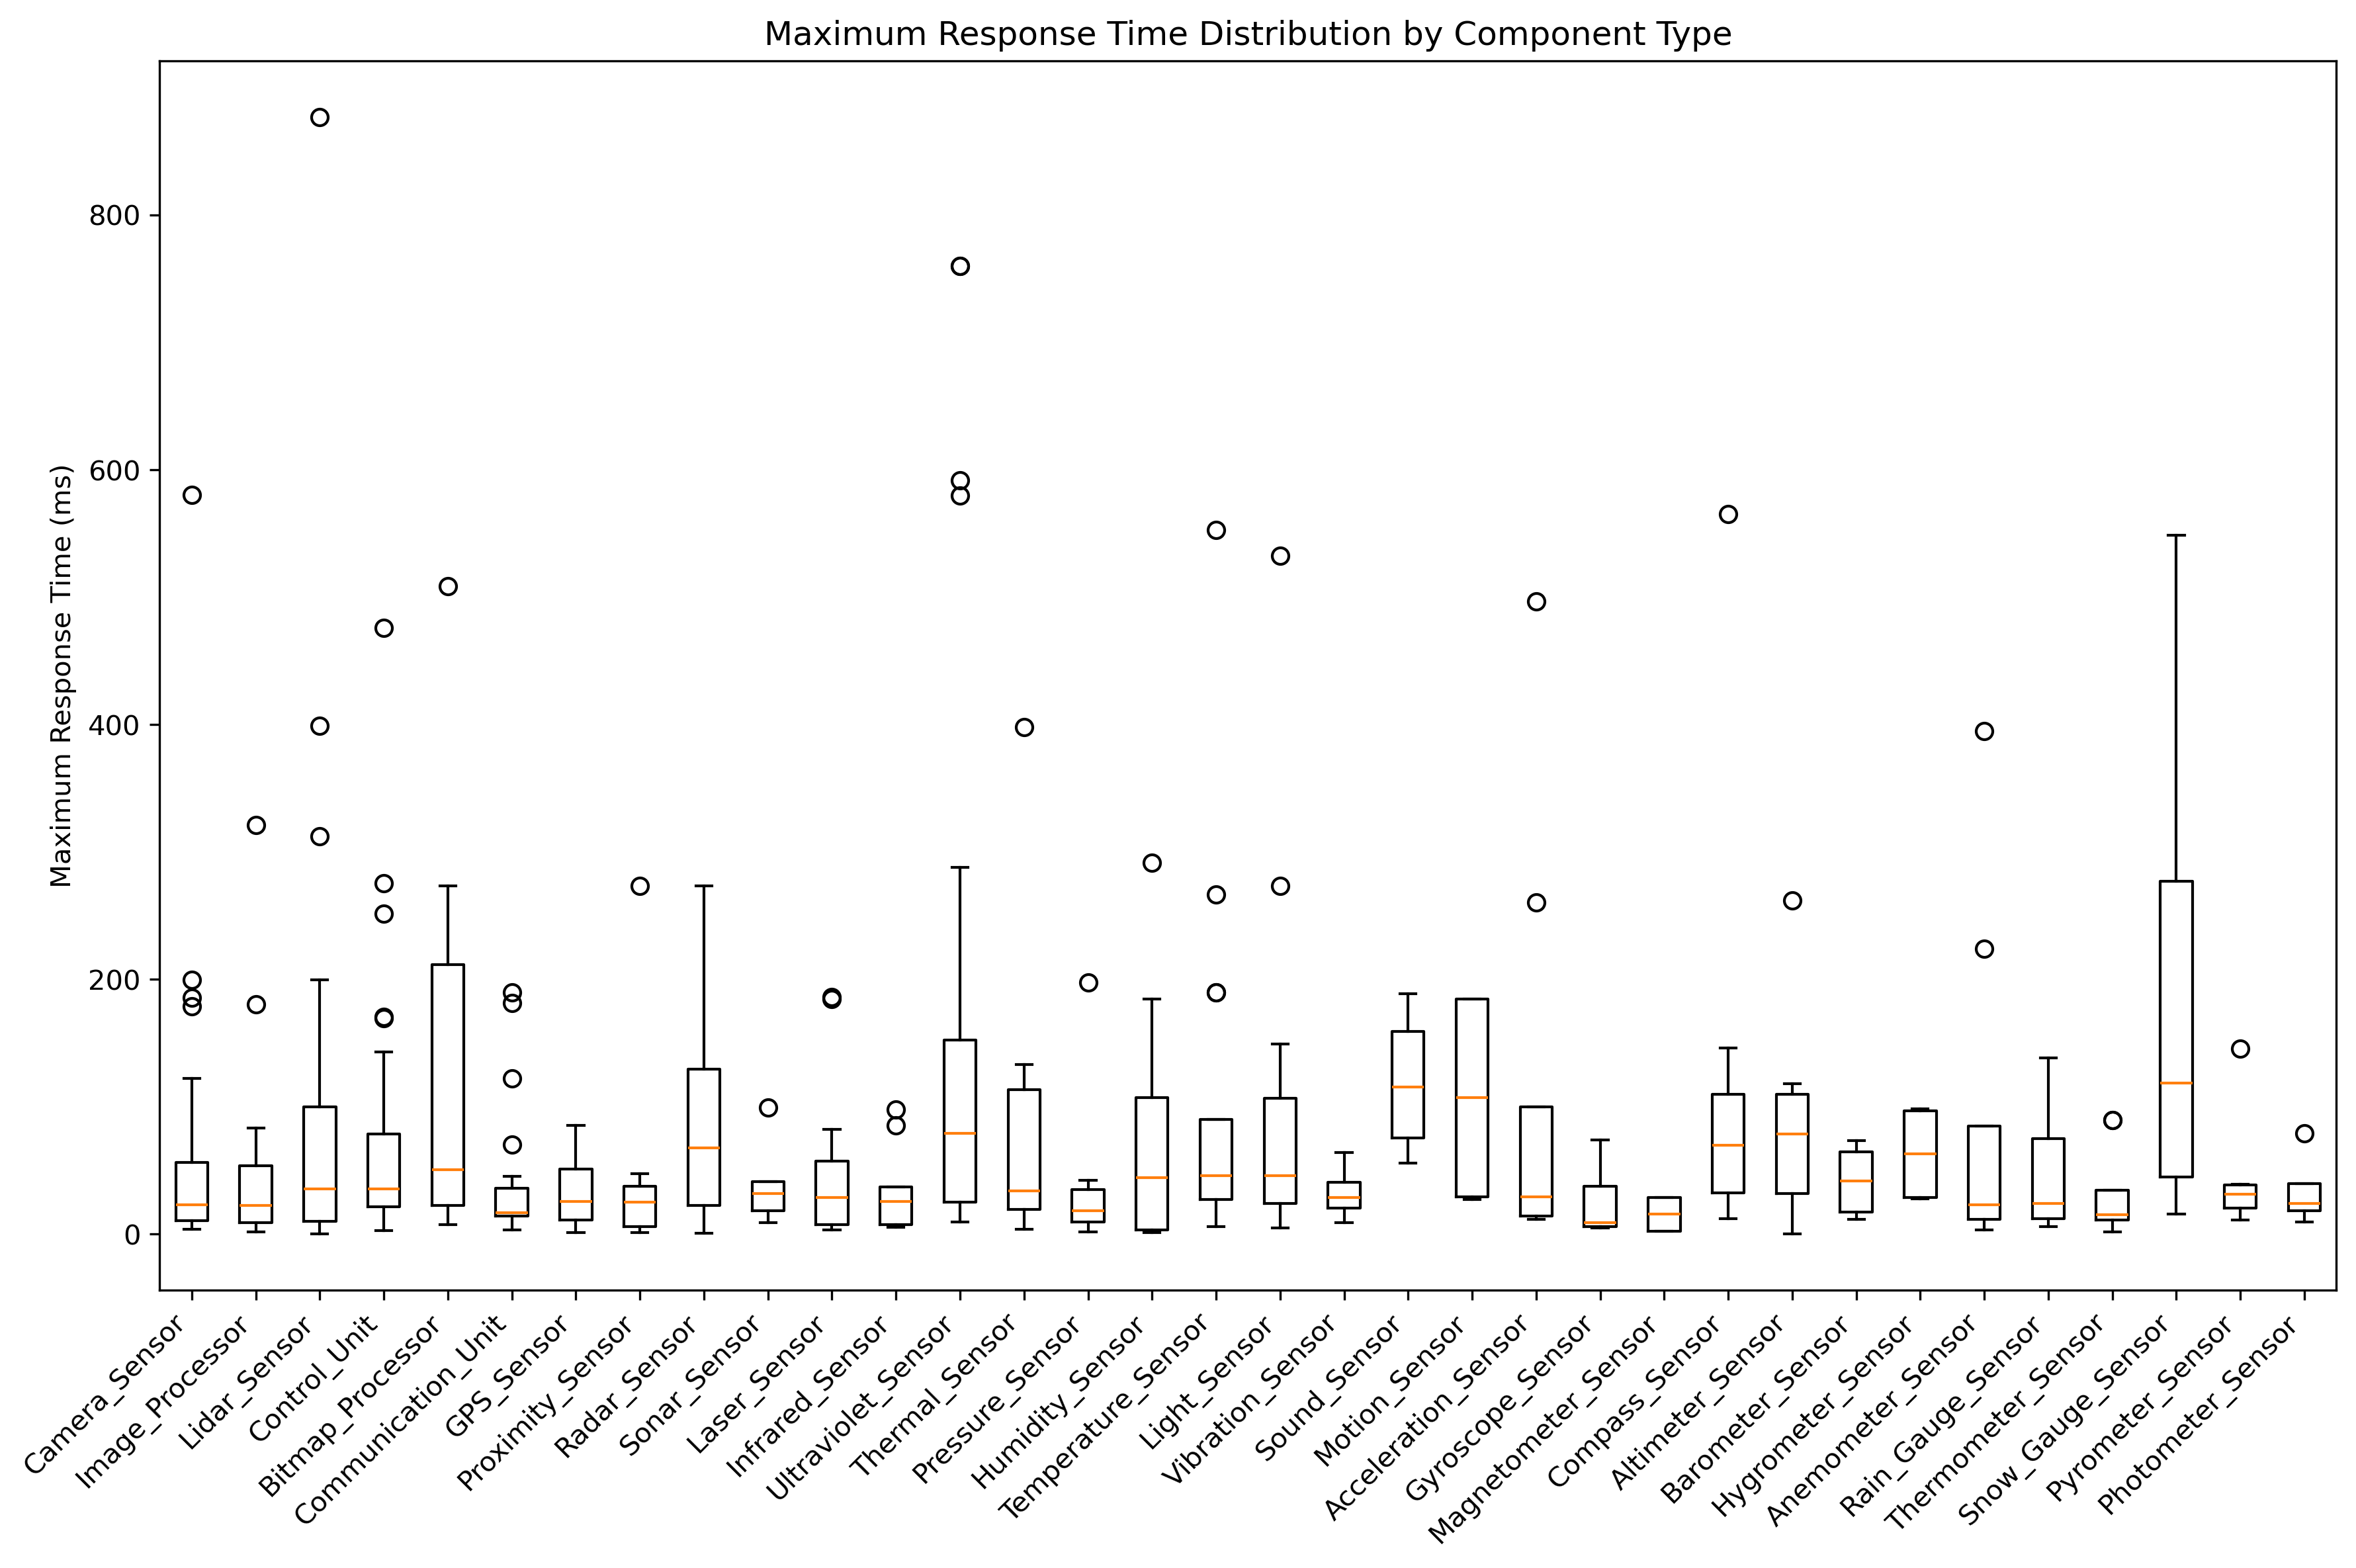 Maximum Response Time Distribution by Component Type
Maximum Response Time (ms)
800
600
400
200
0
Camera_Sensor
Image_Processor
Lidar_Sensor
Control_Unit
Bitmap_Processor
Communication_Unit
GPS_Sensor
Proximity_Sensor
Radar_Sensor
Sonar_Sensor
Laser_Sensor
Infrared_Sensor
Ultraviolet_Sensor
Thermal_Sensor
Pressure_Sensor
Humidity_Sensor
Temperature_Sensor
Light_Sensor
Vibration_Sensor
Sound_Sensor
Motion_Sensor
Acceleration_Sensor
Gyroscope_Sensor
Magnetometer_Sensor
Compass_Sensor
Altimeter_Sensor
Barometer_Sensor
Hygrometer_Sensor
Anemometer_Sensor
Rain_Gauge_Sensor
Thermometer_Sensor
Snow_Gauge_Sensor
Pyrometer_Sensor
Photometer_Sensor